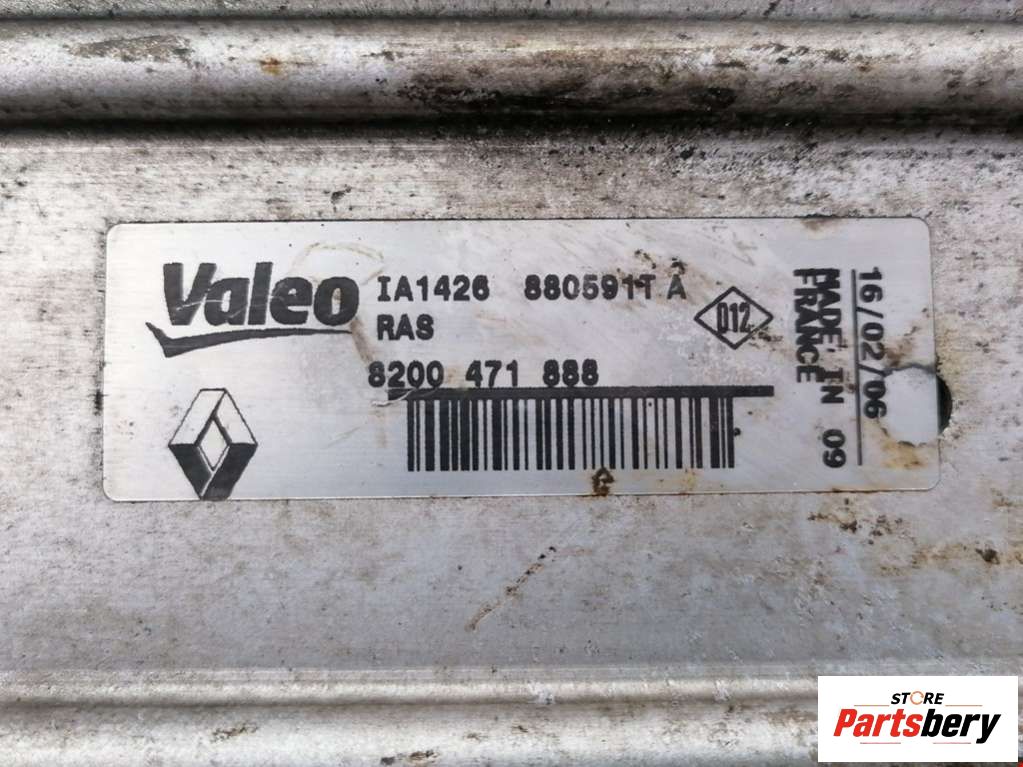 Valeo
IA1426 880591T A
RAS
8200 471 888
D12
16/02/06
MADE IN 09
FRANCE
STORE
Partsbery